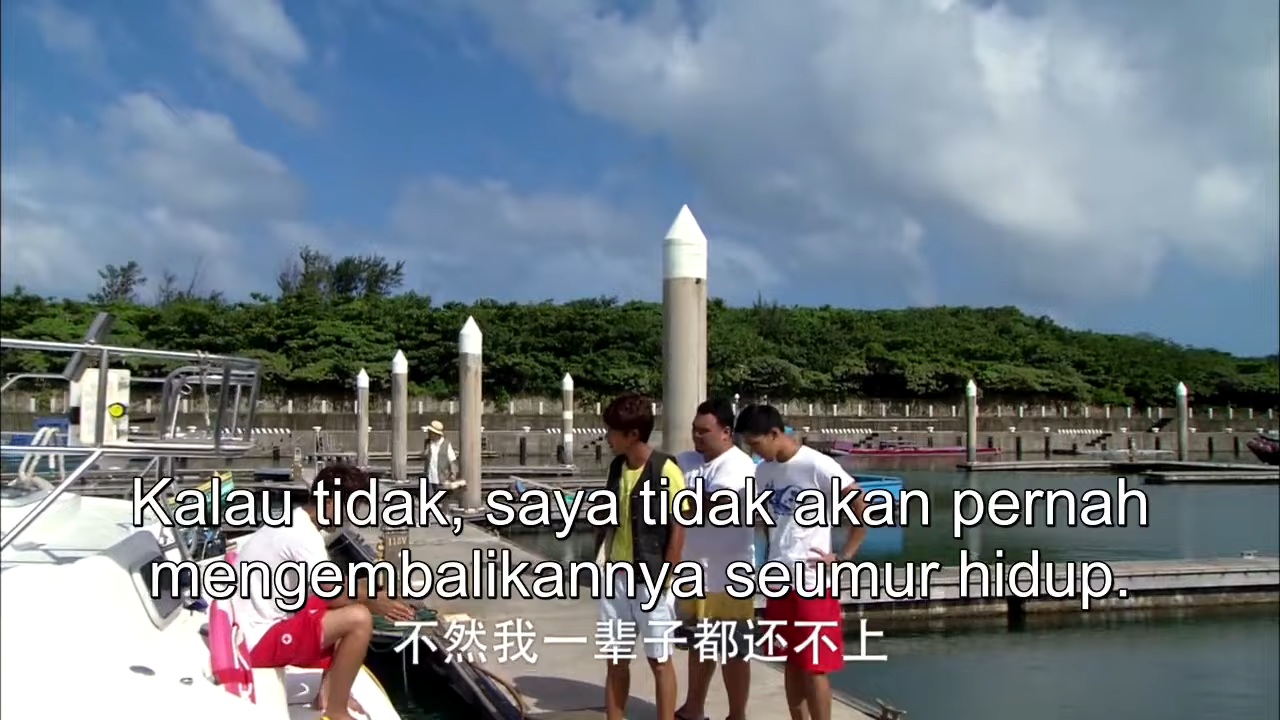 110V
Kalau tidak, saya tidak akan pernah
mengembalikannya seumur hidup.
不然我一辈子都还不上